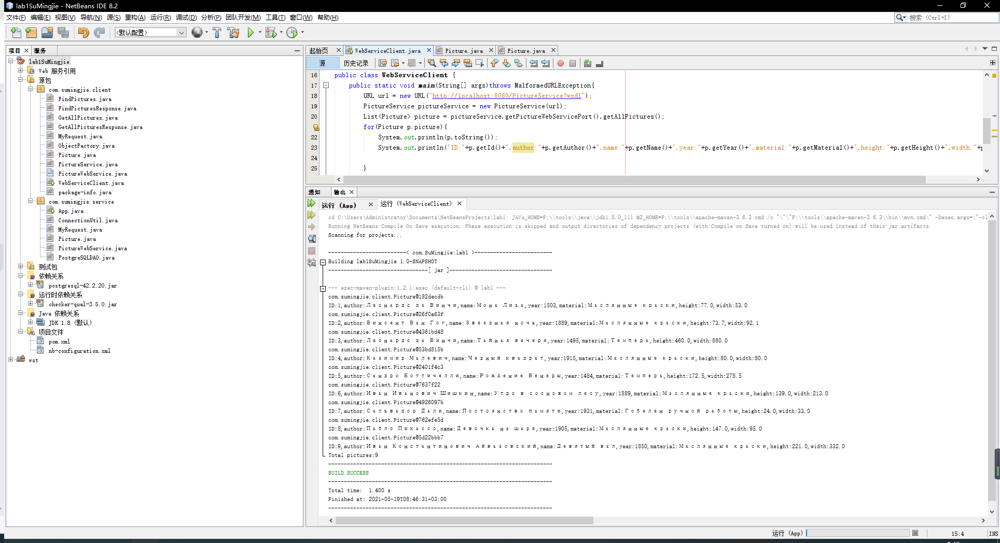 lab1SuMingjie - NetBeans IDE 8.2
文件(F) 编辑(E) 视图(V) 导航(N) 源(S) 重构(A) 运行(R) 调试(D) 分析(P) 团队开发(M) 工具(T) 窗口(W) 帮助(H)
搜索 (Ctrl+I)
<默认配置>
项目 服务
lab1SuMingjie
Web 服务引用
源包
com.sumingjie.client
FindPictures.java
FindPicturesResponse.java
GetAllPictures.java
GetAllPicturesResponse.java
MyRequest.java
ObjectFactory.java
Picture.java
PictureService.java
PictureWebService.java
WebServiceClient.java
package-info.java
com.sumingjie.service
App.java
ConnectionUtil.java
MyRequest.java
Picture.java
PictureWebService.java
PostgreSQLDAO.java
测试包
依赖关系
postgresql-42.2.20.jar
运行时依赖关系
checker-qual-3.5.0.jar
Java 依赖关系
JDK 1.8 (默认)
项目文件
pom.xml
nb-configuration.xml
wst
起始页 WebServiceClient.java Picture.java Picture.java
源 历史记录
16 public class WebServiceClient {
17 public static void main(String[] args)throws MalformedURLException{
18 URL url = new URL("http://localhost:8080/PictureService?wsdl");
19 PictureService pictureService = new PictureService(url);
20 List<Picture> picture = pictureService.getPictureWebServicePort().getAllPictures();
for(Picture p:picture){
22 System.out.println(p.toString());
23 System.out.println("ID:"+p.getId()+",author:"+p.getAuthor()+",name:"+p.getName()+",year:"+p.getYear()+",material:"+p.getMaterial()+",height:"+p.getHeight()+",width:"+p
24
25 }
通知 输出
运行 (App) 运行 (WebServiceClient)
cd C:\Users\Administrator\Documents\NetBeansProjects\lab1; JAVA_HOME=F:\\tools\\java\\jdk1.8.0_111 M2_HOME=F:\\tools\\apache-maven-3.6.3 cmd /c "\"\"F:\\tools\\apache-maven-3.6.3\\bin\\mvn.cmd\" -Dexec.args=\"-cl
Running NetBeans Compile On Save execution. Phase execution is skipped and output directories of dependency projects (with Compile on Save turned on) will be used instead of their jar artifacts.
Scanning for projects...
-------------------------< com.SuMingjie:lab1 >-------------------------
Building lab1SuMingjie 1.0-SNAPSHOT
--------------------------------[ jar ]---------------------------------
--- exec-maven-plugin:1.2.1:exec (default-cli) @ lab1 ---
com.sumingjie.client.Picture@182decdb
ID:1,author:Леонардо да Винчи,name:Мона Лиза,year:1503,material:Маслянные краски,height:77.0,width:53.0
com.sumingjie.client.Picture@26f0a63f
ID:2,author:Винсент Ван Гог,name:Звездная ночь,year:1889,material:Маслянные краски,height:73.7,width:92.1
com.sumingjie.client.Picture@4361bd48
ID:3,author:Леонардо да Винчи,name:Тайная вечеря,year:1495,material:Темпера,height:460.0,width:880.0
com.sumingjie.client.Picture@53bd815b
ID:4,author:Казимир Малевич,name:Черный квадрат,year:1915,material:Маслянные краски,height:80.0,width:80.0
com.sumingjie.client.Picture@2401f4c3
ID:5,author:Сандро Боттичелли,name:Рождение Венеры,year:1484,material:Темпера,height:172.5,width:278.5
com.sumingjie.client.Picture@7637f22
ID:6,author:Иван Иванович Шишкин,name:Утро в сосновом лесу,year:1889,material:Маслянные краски,height:139.0,width:213.0
com.sumingjie.client.Picture@4926097b
ID:7,author:Сальвадор Дали,name:Постоянство памяти,year:1931,material:Гобелен ручной работы,height:24.0,width:33.0
com.sumingjie.client.Picture@762efe5d
ID:8,author:Пабло Пикассо,name:Девочка на шаре,year:1905,material:Маслянные краски,height:147.0,width:95.0
com.sumingjie.client.Picture@5d22bbb7
ID:9,author:Иван Константинович Айвазовский,name:Девятый вал,year:1850,material:Маслянные краски,height:221.0,width:332.0
Total pictures:9
------------------------------------------------------------------------
BUILD SUCCESS
------------------------------------------------------------------------
Total time: 1.400 s
Finished at: 2021-05-19T08:46:31+03:00
------------------------------------------------------------------------
运行 (App) 15:4 INS